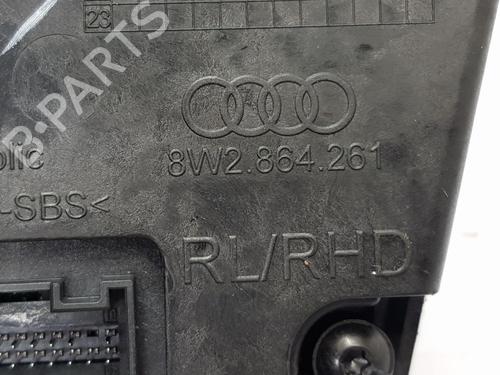 23
B-PARTS
8W2.864.261
-SBS<
RL/RHD